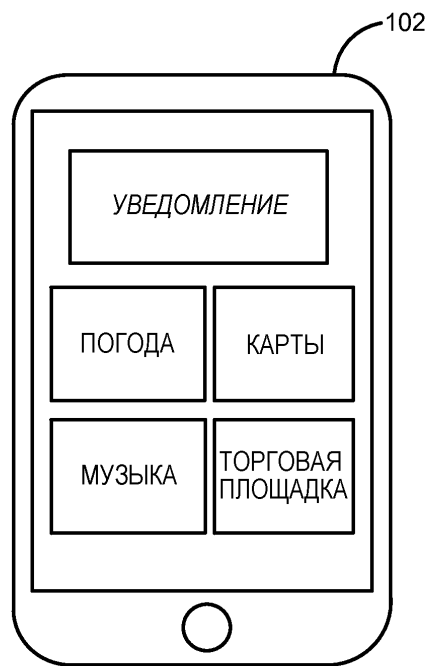 102
УВЕДОМЛЕНИЕ
ПОГОДА
КАРТЫ
МУЗЫКА
ТОРГОВАЯ
ПЛОЩАДКА